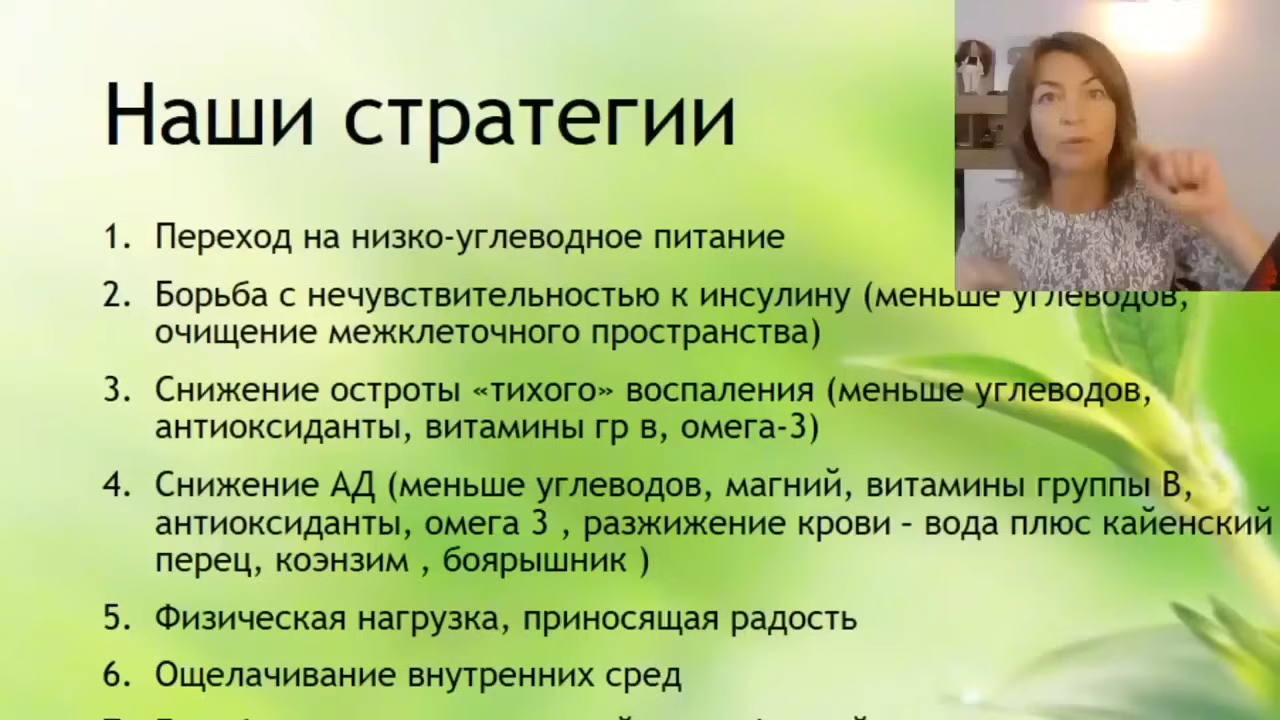 Наши стратегии
1. Переход на низко-углеводное питание
2. Борьба с нечувствительностью к инсулину (меньше углеводов,
очищение межклеточного пространства)
3. Снижение остроты «тихого» воспаления (меньше углеводов,
антиоксиданты, витамины гр в, омега-3)
4. Снижение АД (меньше углеводов, магний, витамины группы В,
антиоксиданты, омега 3 , разжижение крови – вода плюс кайенский
перец, коэнзим , боярышник )
5. Физическая нагрузка, приносящая радость
6. Ощелачивание внутренних сред